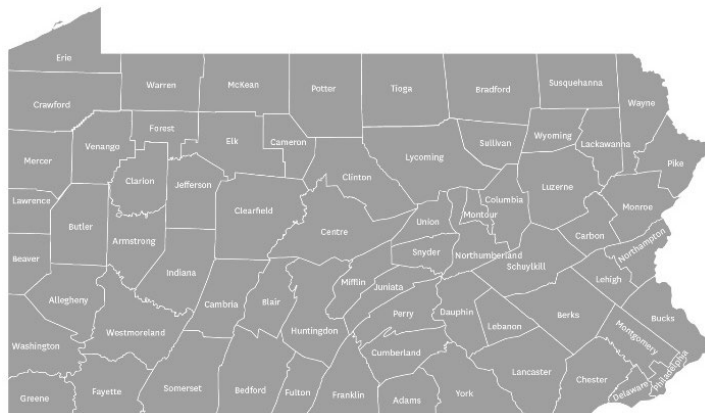 Erie
Crawford
Warren
McKean
Potter
Tioga
Bradford
Susquehanna
Wayne
Mercer
Venango
Forest
Elk
Cameron
Clinton
Lycoming
Sullivan
Wyoming
Lackawanna
Pike
Lawrence
Clarion
Jefferson
Clearfield
Centre
Union
Montour
Columbia
Luzerne
Monroe
Beaver
Butler
Armstrong
Indiana
Snyder
Northumberland
Schuylkill
Carbon
Northampton
Allegheny
Westmoreland
Cambria
Blair
Huntingdon
Mifflin
Juniata
Perry
Dauphin
Lebanon
Berks
Lehigh
Bucks
Montgomery
Philadelphia
Washington
Cumberland
Lancaster
Chester
Delaware
Greene
Fayette
Somerset
Bedford
Fulton
Franklin
Adams
York